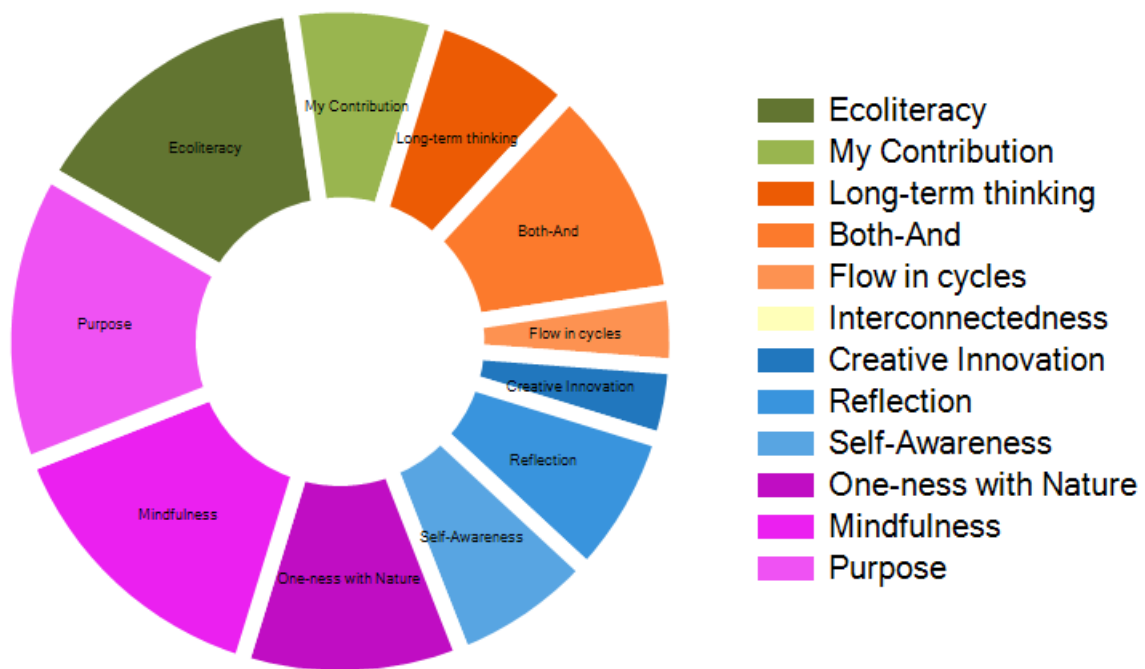 My Contribution
Long-term thinking
Ecoliteracy
Both-And
Purpose
Flow in cycles
Creative Innovation
Reflection
Mindfulness
Self-Awareness
One-ness with Nature
Ecoliteracy
My Contribution
Long-term thinking
Both-And
Flow in cycles
Interconnectedness
Creative Innovation
Reflection
Self-Awareness
One-ness with Nature
Mindfulness
Purpose